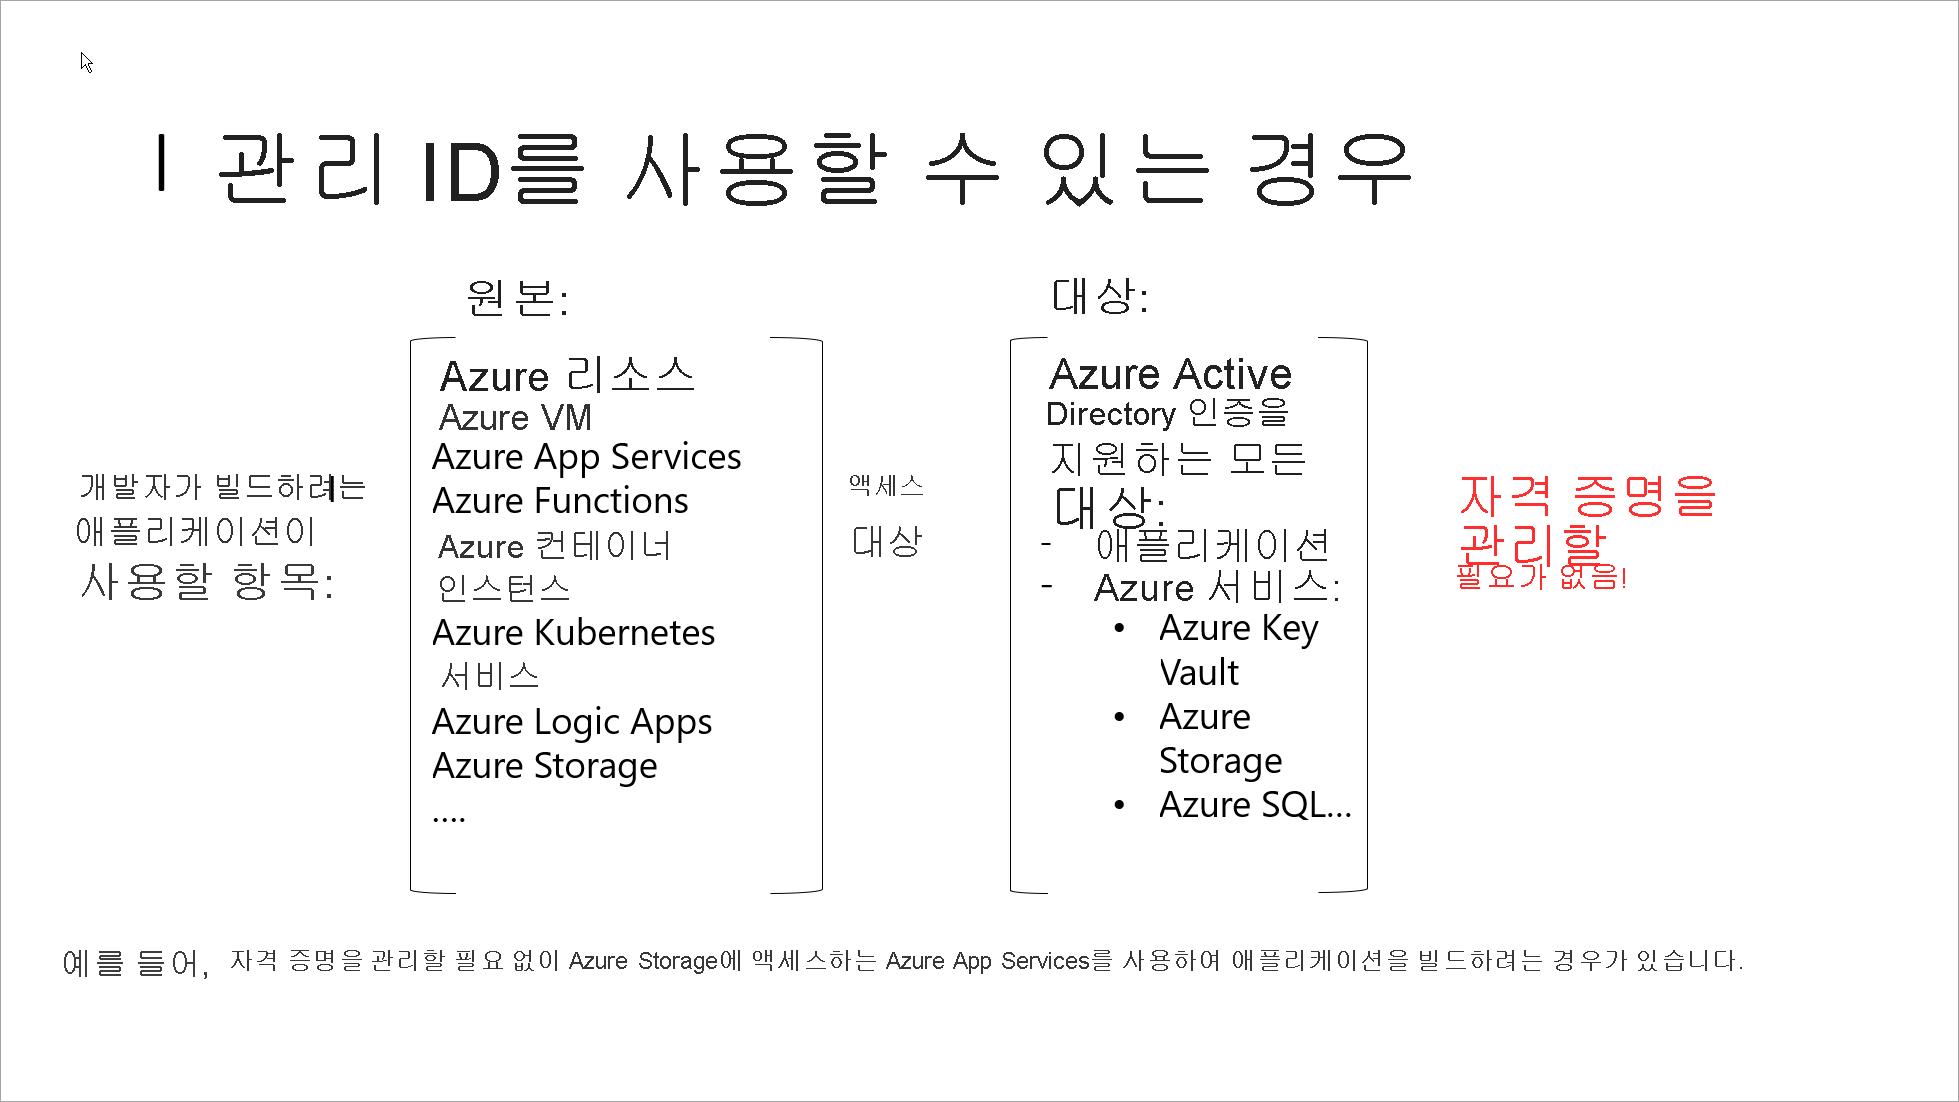 관리 ID를 사용할 수 있는 경우
개발자가 빌드하려는
애플리케이션이
사용할 항목:
원본:
Azure 리소스
Azure VM
Azure App Services
Azure Functions
Azure 컨테이너
인스턴스
Azure Kubernetes
서비스
Azure Logic Apps
Azure Storage
....
액세스
대상
대상:
Azure Active
Directory 인증을
지원하는 모든
대상:
- 애플리케이션
- Azure 서비스:
• Azure Key
Vault
• Azure
Storage
• Azure SQL...
자격 증명을
관리할
필요가 없음!
예를 들어, 자격 증명을 관리할 필요 없이 Azure Storage에 액세스하는 Azure App Services를 사용하여 애플리케이션을 빌드하려는 경우가 있습니다.